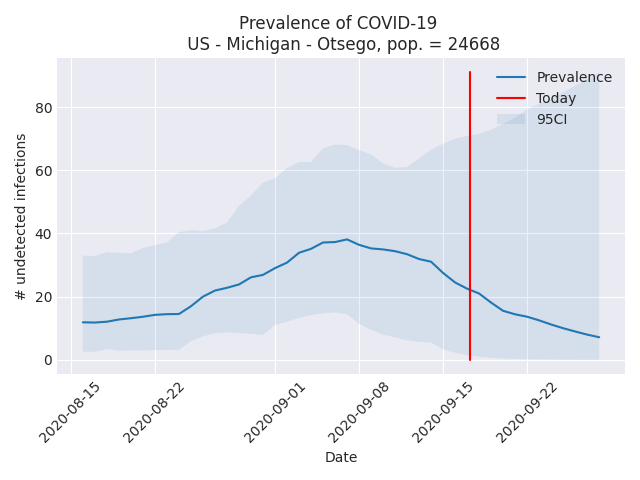 Prevalence of COVID-19
US - Michigan - Otsego, pop. = 24668
Prevalence
Today
95CI
# undetected infections
80
60
40
20
0
2020-08-15
2020-08-22
2020-09-01
2020-09-08
2020-09-15
2020-09-22
Date